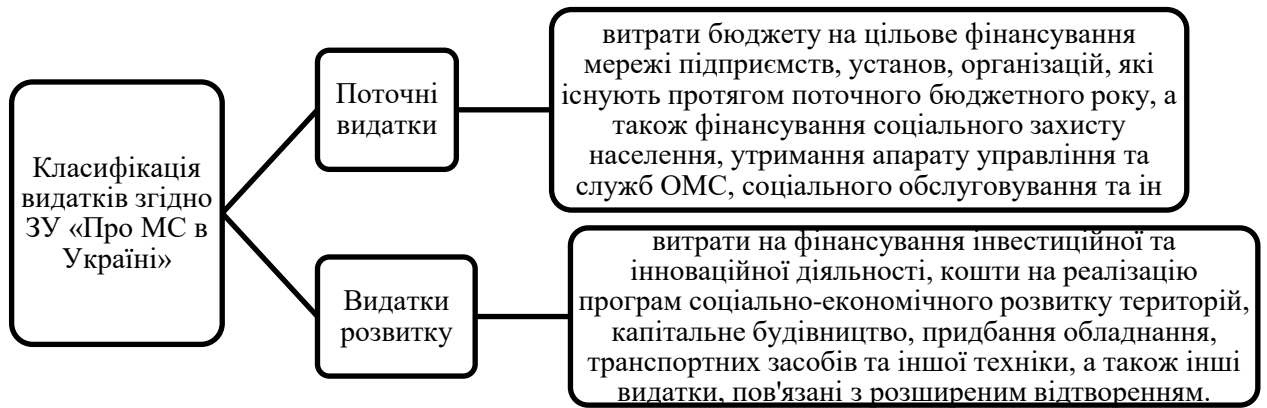 Класифікація
видатків згідно
ЗУ «Про МС в
Україні»
Поточні
видатки
витрати бюджету на цільове фінансування
мережі підприємств, установ, організацій, які
існують протягом поточного бюджетного року, а
також фінансування соціального захисту
населення, утримання апарату управління та
служб ОМС, соціального обслуговування та ін
Видатки
розвитку
витрати на фінансування інвестиційної та
інноваційної діяльності, кошти на реалізацію
програм соціально-економічного розвитку територій,
капітальне будівництво, придбання обладнання,
транспортних засобів та іншої техніки, а також інші
видатки, пов'язані з розширеним відтворенням.